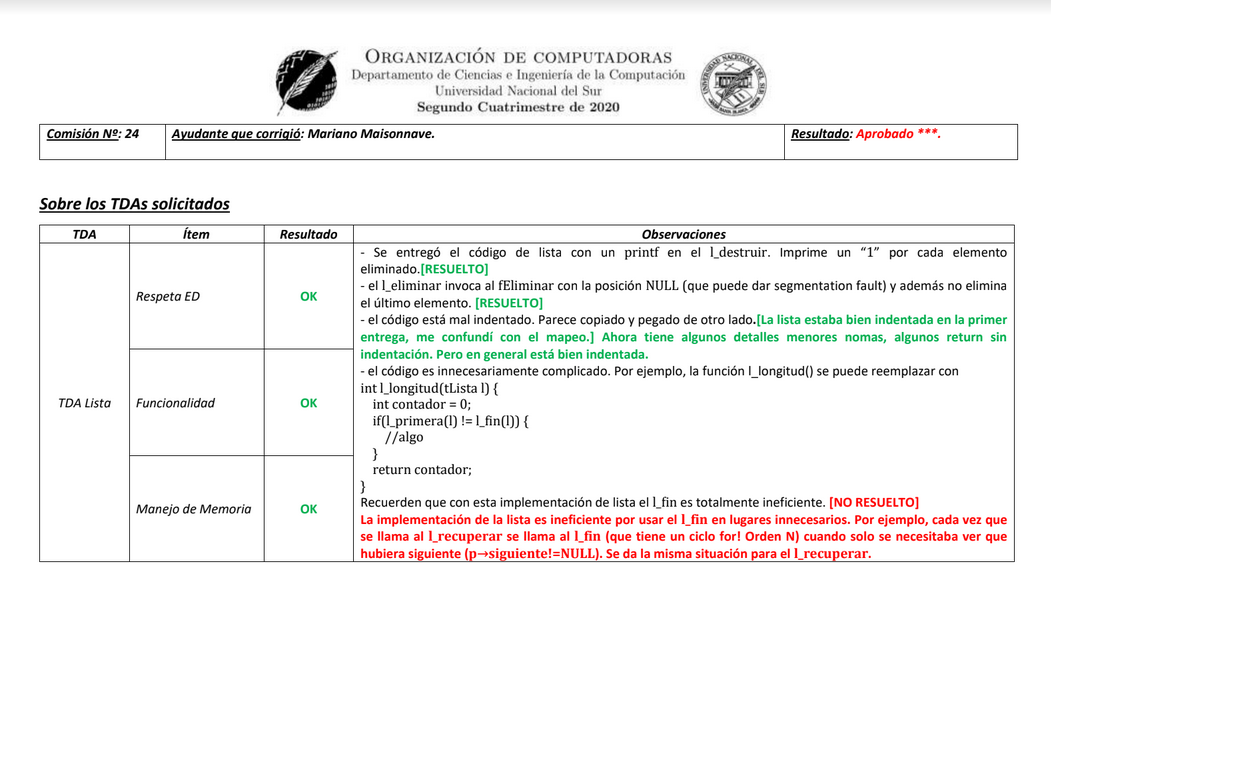 ORGANIZACIÓN DE COMPUTADORAS
Departamento de Ciencias e Ingeniería de la Computación
Universidad Nacional del Sur
Segundo Cuatrimestre de 2020
Comisión Nº: 24
Ayudante que corrigió: Mariano Maisonnave.
Resultado: Aprobado ***.
Sobre los TDAs solicitados
TDA
Ítem
Resultado
Observaciones
TDA Lista
Respeta ED
OK
Funcionalidad
OK
Manejo de Memoria
OK
- Se entregó el código de lista con un printf en el l_destruir. Imprime un “1” por cada elemento
eliminado.[RESUELTO]
- el l_eliminar invoca al fEliminar con la posición NULL (que puede dar segmentation fault) y además no elimina
el último elemento. [RESUELTO]
- el código está mal indentado. Parece copiado y pegado de otro lado.[La lista estaba bien indentada en la primer
entrega, me confundí con el mapeo.] Ahora tiene algunos detalles menores nomas, algunos return sin
indentación. Pero en general está bien indentada.
- el código es innecesariamente complicado. Por ejemplo, la función l_longitud() se puede reemplazar con
int l_longitud(tLista l) {
int contador = 0;
if(l_primera(l) != l_fin(l)) {
//algo
}
return contador;
}
Recuerden que con esta implementación de lista el l_fin es totalmente ineficiente. [NO RESUELTO]
La implementación de la lista es ineficiente por usar el l_fin en lugares innecesarios. Por ejemplo, cada vez que
se llama al l_recuperar se llama al l_fin (que tiene un ciclo for! Orden N) cuando solo se necesitaba ver que
hubiera siguiente (p→siguiente!=NULL). Se da la misma situación para el l_recuperar.